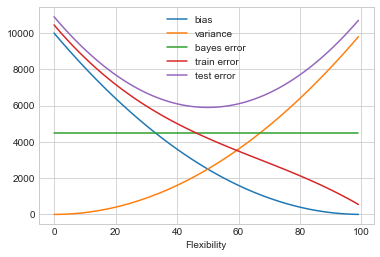 bias
variance
bayes error
train error
test error
10000
8000
6000
4000
2000
0
0 20 40 60 80 100
Flexibility